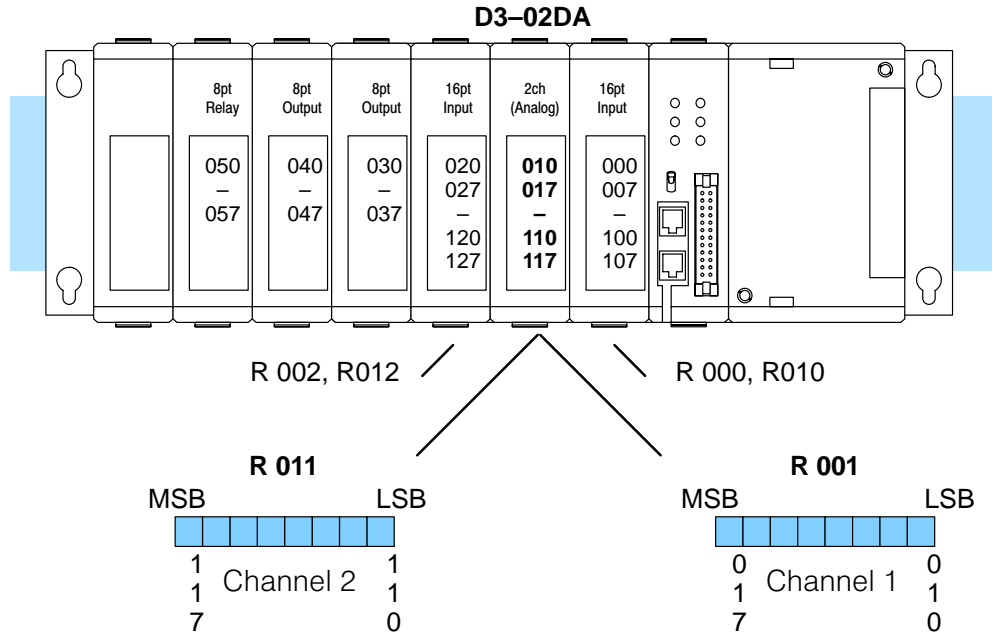 D3–02DA
8pt
Relay
050
–
057
8pt
Output
040
–
047
8pt
Output
030
–
037
16pt
Input
020
027
–
120
127
2ch
(Analog)
010
017
–
110
117
16pt
Input
000
007
–
100
107
R 002, R012
R 000, R010
R 011
MSB LSB
1
1
7
Channel 2
1
1
0
R 001
MSB LSB
0
1
7
Channel 1
0
1
0